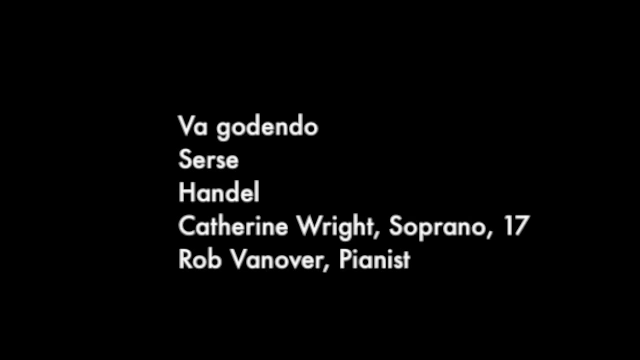 Va godendo
Serse
Handel
Catherine Wright, Soprano, 17
Rob Vanover, Pianist